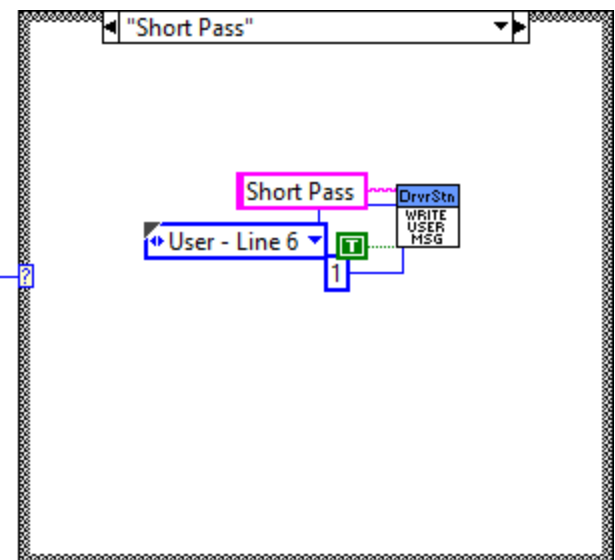 "Short Pass"
Short Pass
DrvrStn
WRITE
USER
MSG
User - Line 6
T
1
?